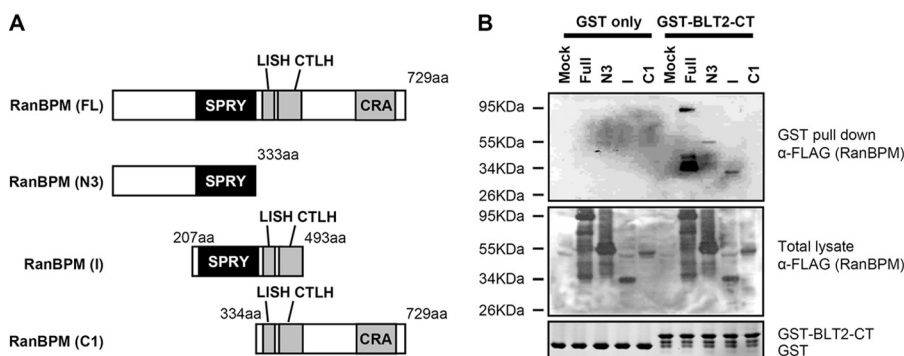 A
LISH CTLH
729aa
RanBPM (FL)
SPRY
CRA
333aa
RanBPM (N3)
SPRY
LISH CTLH
207aa
493aa
RanBPM (I)
SPRY
LISH CTLH
334aa
729aa
RanBPM (C1)
CRA
B
GST only
GST-BLT2-CT
Mock
Full
N3
I
C1
Mock
Full
N3
I
C1
95KDa
55KDa
34KDa
26KDa
GST pull down
α-FLAG (RanBPM)
95KDa
55KDa
34KDa
26KDa
Total lysate
α-FLAG (RanBPM)
GST-BLT2-CT
GST